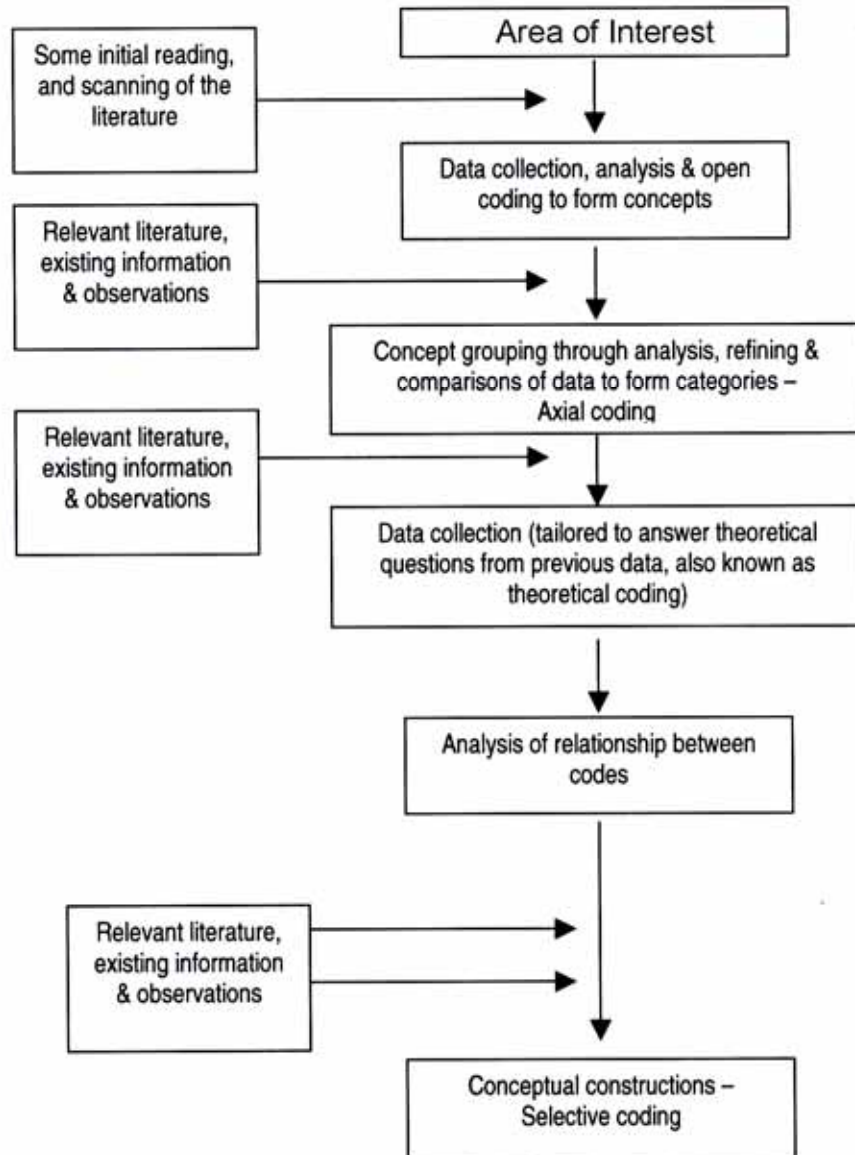 Area of Interest
Some initial reading,
and scanning of the
literature
Data collection, analysis & open
coding to form concepts
Relevant literature,
existing information
& observations
Concept grouping through analysis, refining &
comparisons of data to form categories –
Axial coding
Relevant literature,
existing information
& observations
Data collection (tailored to answer theoretical
questions from previous data, also known as
theoretical coding)
Analysis of relationship between
codes
Relevant literature,
existing information
& observations
Conceptual constructions –
Selective coding